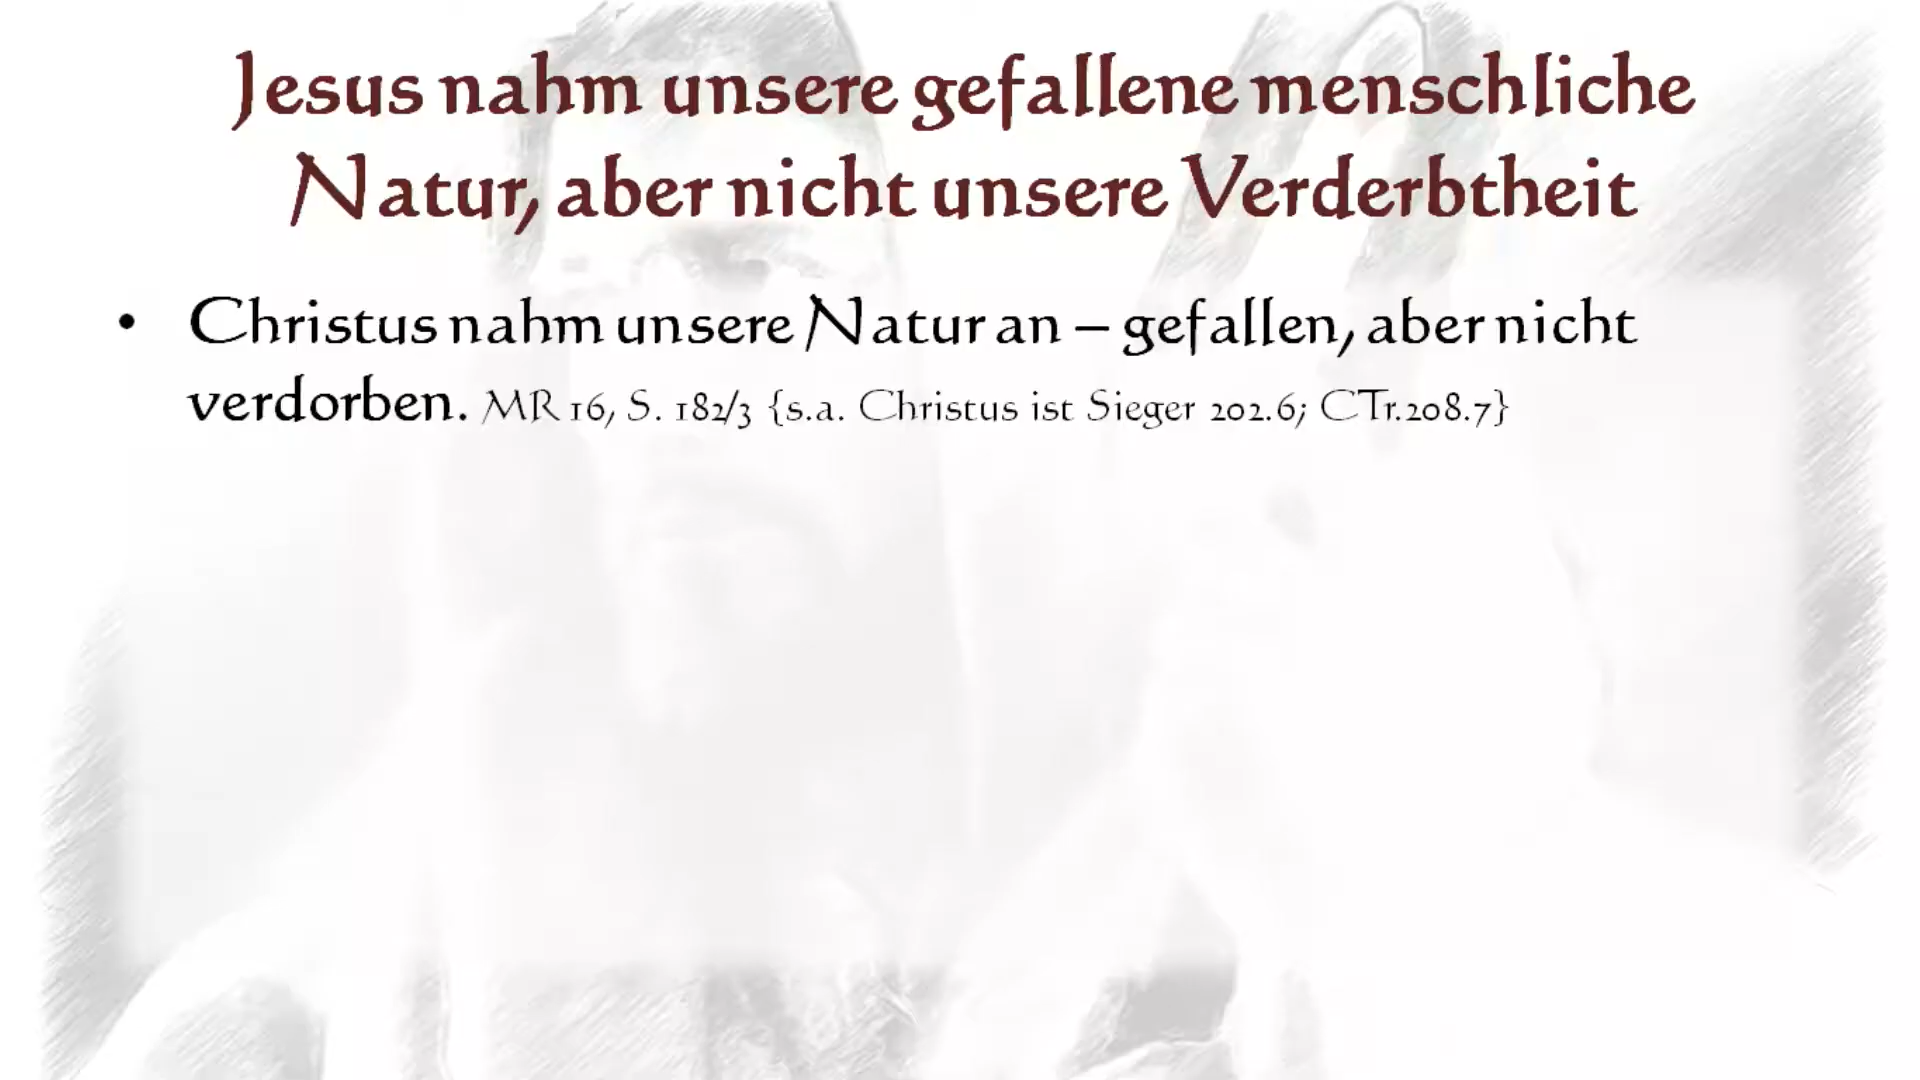 Jesus nahm unsere gefallene menschliche
Natur, aber nicht unsere Verderbtheit
• Christus nahm unsere Natur an – gefallen, aber nicht
verdorben. MR 16, S. 182/3 {s.a. Christus ist Sieger 202.6; CTr.208.7}